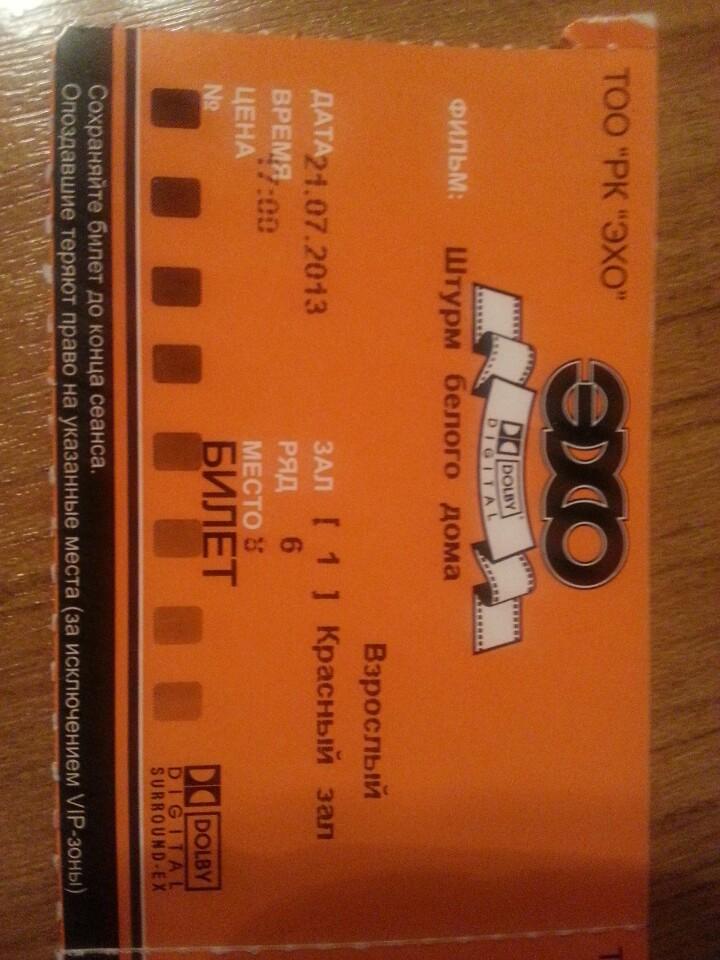 ТОО "РК "ЭХО"
ЭХО
DOLBY
DIGITAL
ФИЛЬМ: Штурм белого дома
Взрослый
ДАТА 21.07.2013 ЗАЛ [ 1 ] Красный зал
ВРЕМЯ 17:00 РЯД 6
ЦЕНА МЕСТО 8
№ БИЛЕТ
DOLBY
DIGITAL
SURROUND·EX
Сохраняйте билет до конца сеанса.
Опоздавшие теряют право на указанные места (за исключением VIP-зоны)